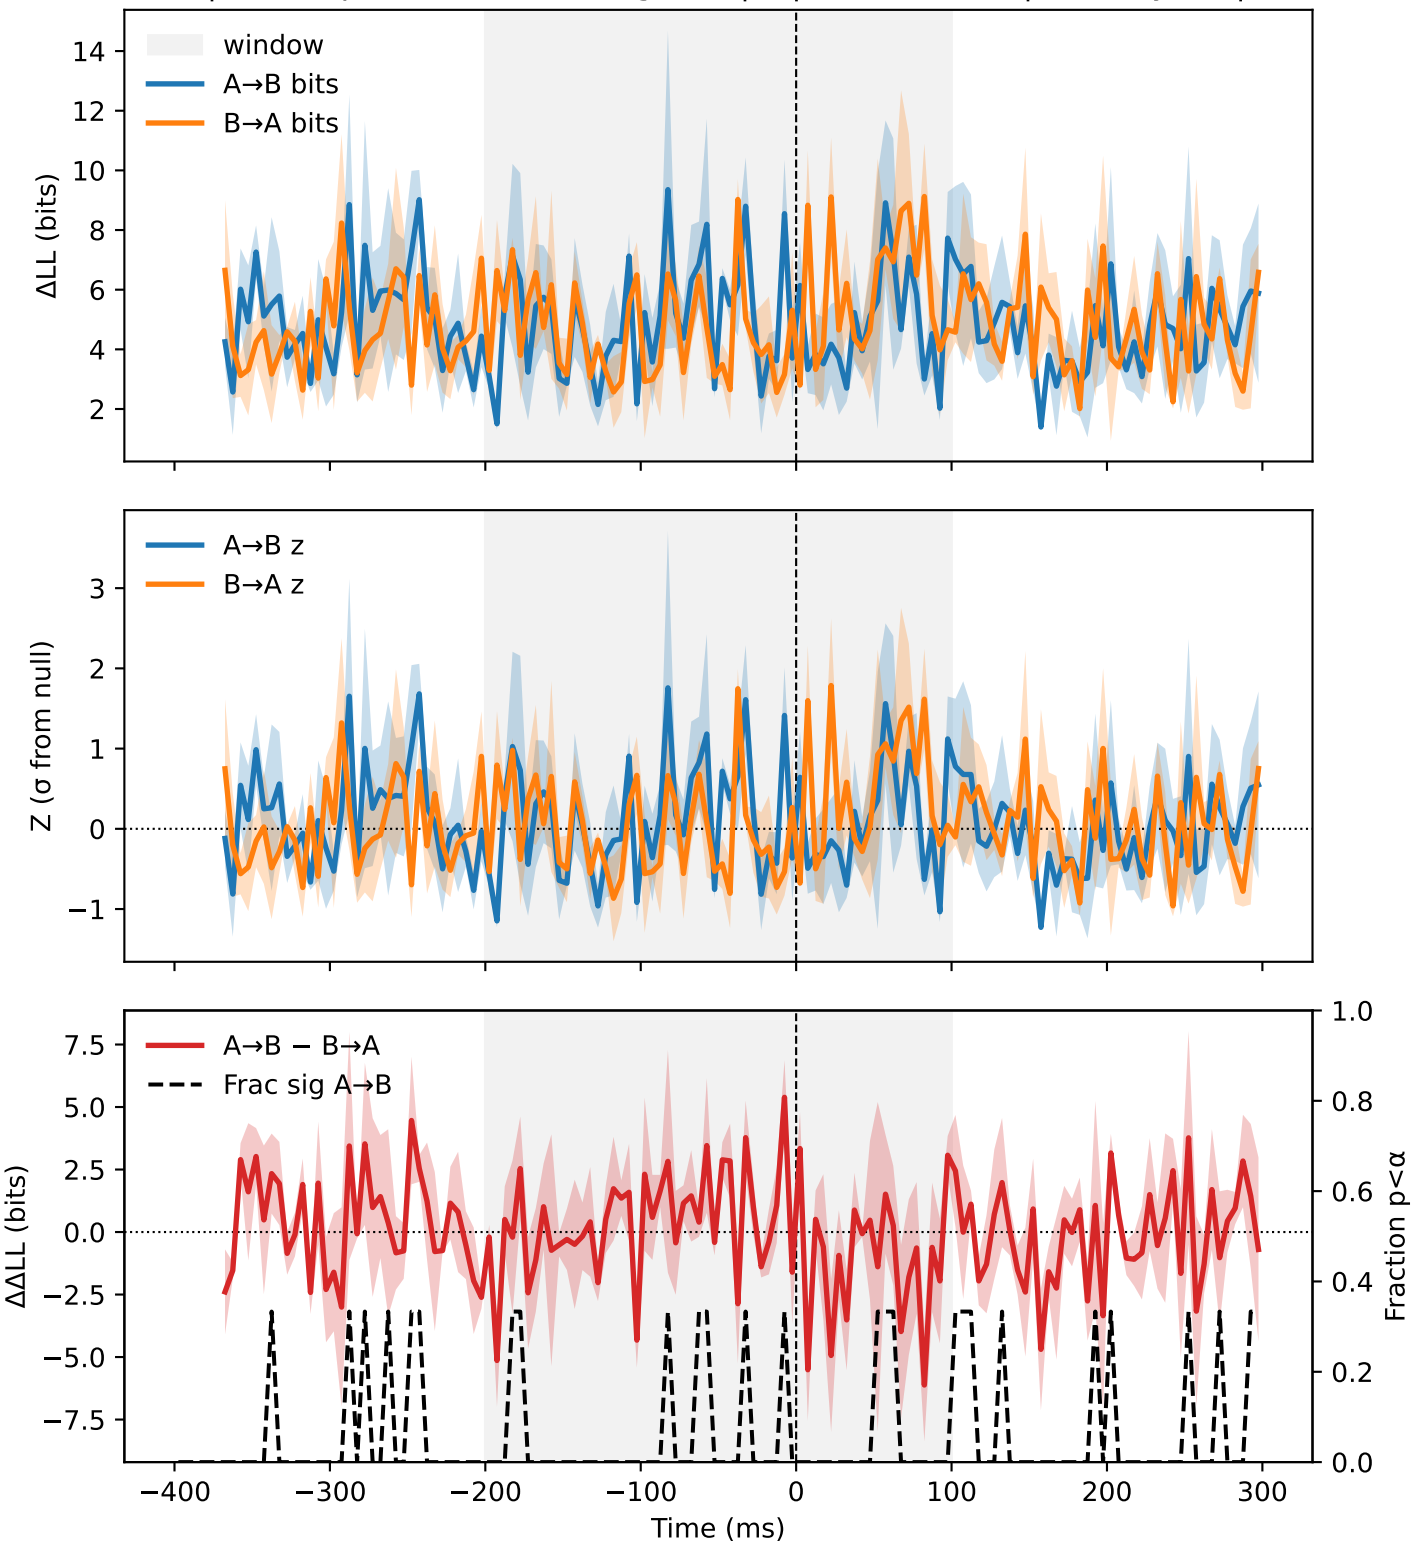 14
12
10
8
6
4
2
ΔLL (bits)
window
A→B bits
B→A bits
3
2
1
0
−1
Z (σ from null)
A→B z
B→A z
7.5
5.0
2.5
0.0
−2.5
−5.0
−7.5
ΔΔLL (bits)
A→B − B→A
Frac sig A→B
1.0
0.8
0.6
0.4
0.2
0.0
Fraction p<α
−400 −300 −200 −100 0 100 200 300
Time (ms)